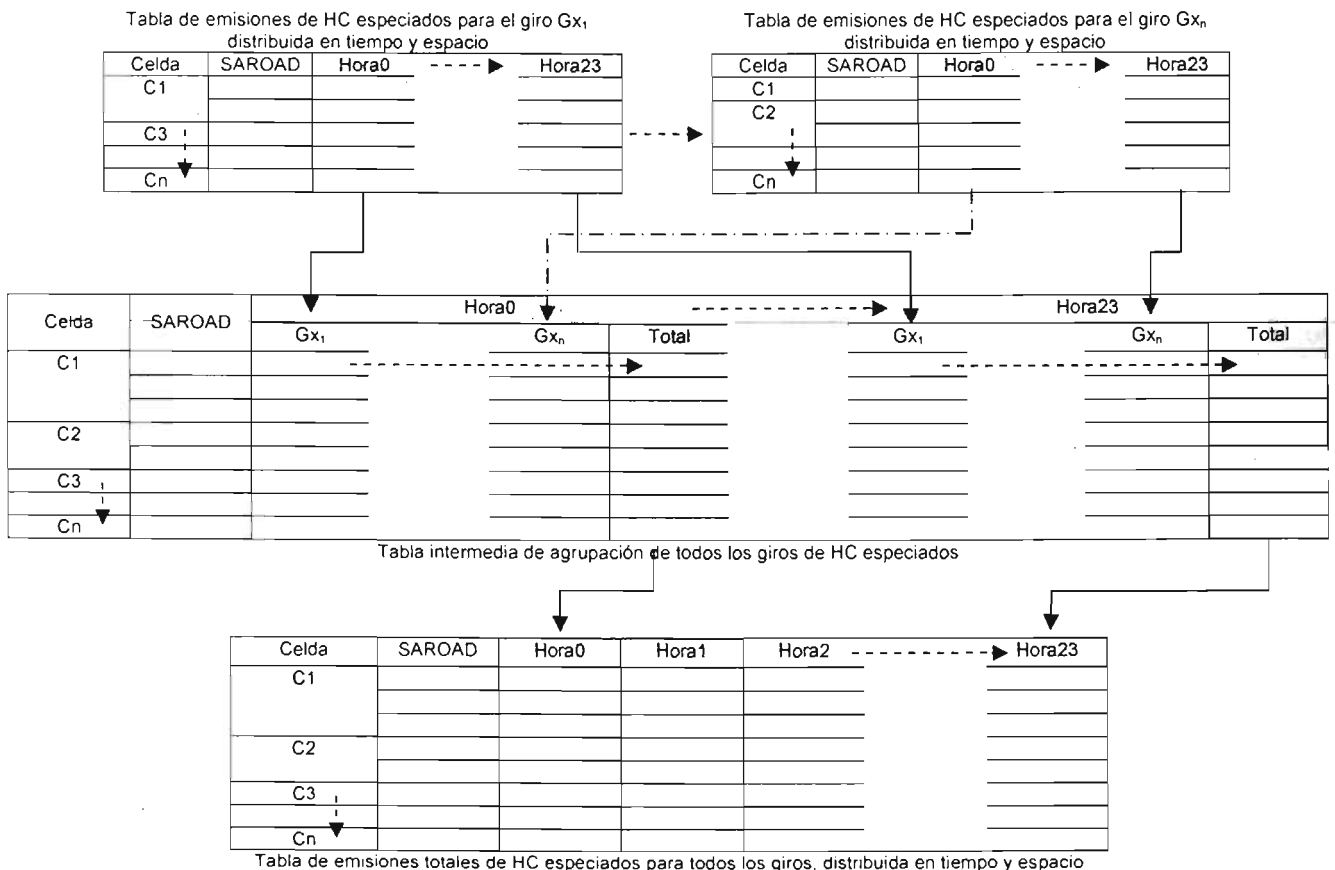 Tabla de emisiones de HC especiados para el giro Gx₁
distribuida en tiempo y espacio
Celda SAROAD Hora0 Hora23
C1
C3
Cn
Tabla de emisiones de HC especiados para el giro Gxₙ
distribuida en tiempo y espacio
Celda SAROAD Hora0 Hora23
C1
C2
Cn
Celda SAROAD Hora0 Hora23
Gx₁ Gxₙ Total Gx₁ Gxₙ Total
C1
C2
C3
Cn
Tabla intermedia de agrupación de todos los giros de HC especiados
Celda SAROAD Hora0 Hora1 Hora2 Hora23
C1
C2
C3
Cn
Tabla de emisiones totales de HC especiados para todos los giros, distribuida en tiempo y espacio